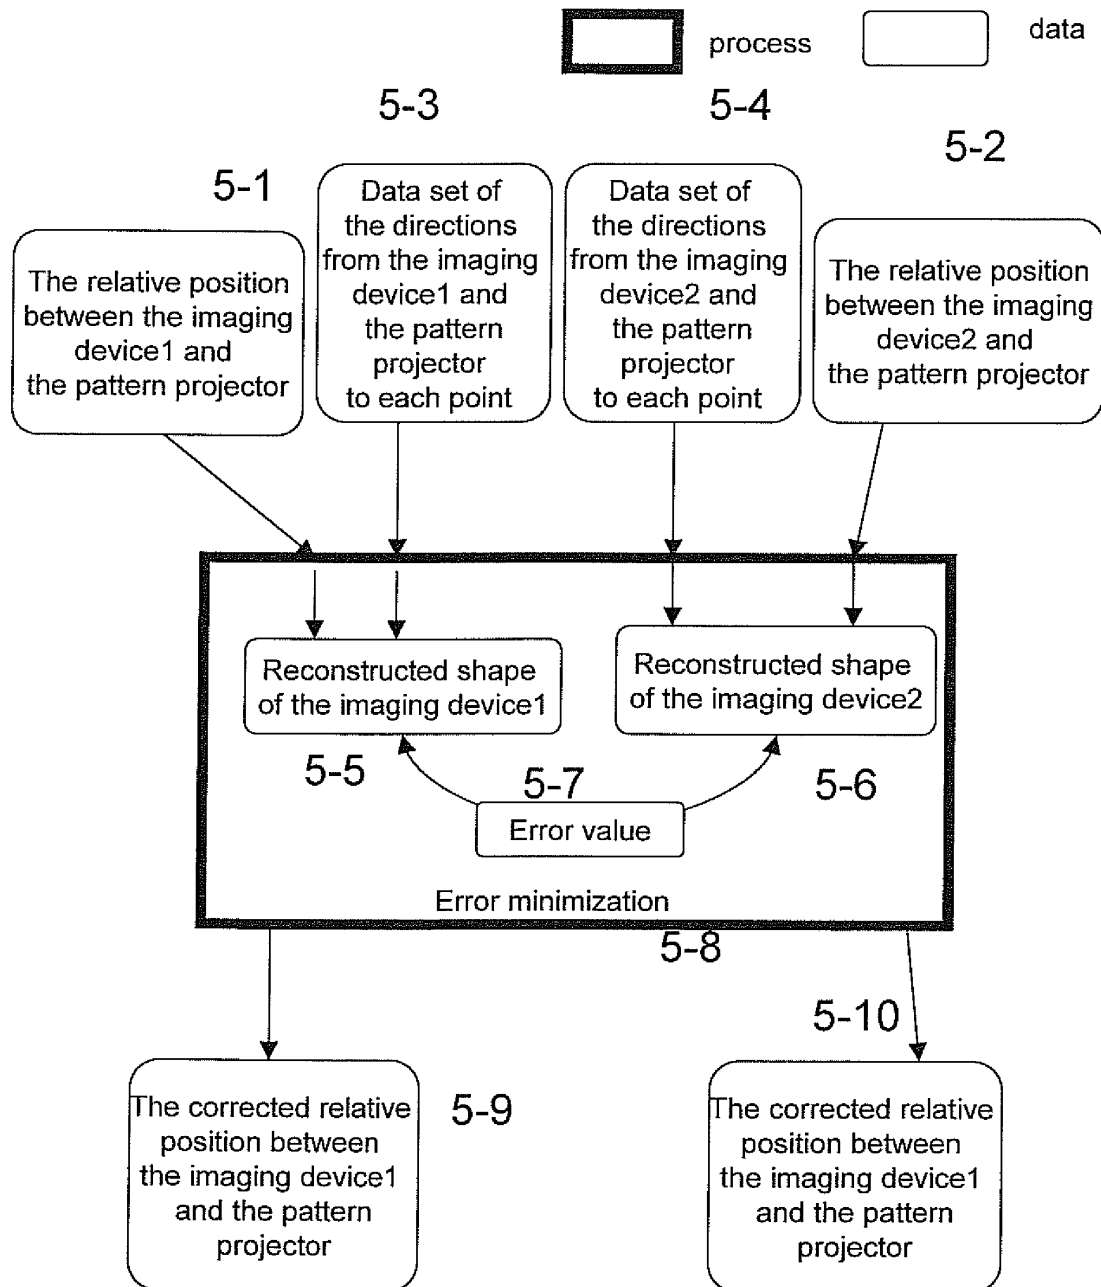 process
data
5-3
5-4
5-2
5-1
Data set of
the directions
from the imaging
device1 and
the pattern
projector
to each point
Data set of
the directions
from the imaging
device2 and
the pattern
projector
to each point
The relative position
between the imaging
device1 and
the pattern projector
The relative position
between the imaging
device2 and
the pattern projector
Reconstructed shape
of the imaging device1
Reconstructed shape
of the imaging device2
5-5
5-7
5-6
Error value
Error minimization
5-8
5-10
5-9
The corrected relative
position between
the imaging device1
and the pattern
projector
The corrected relative
position between
the imaging device1
and the pattern
projector